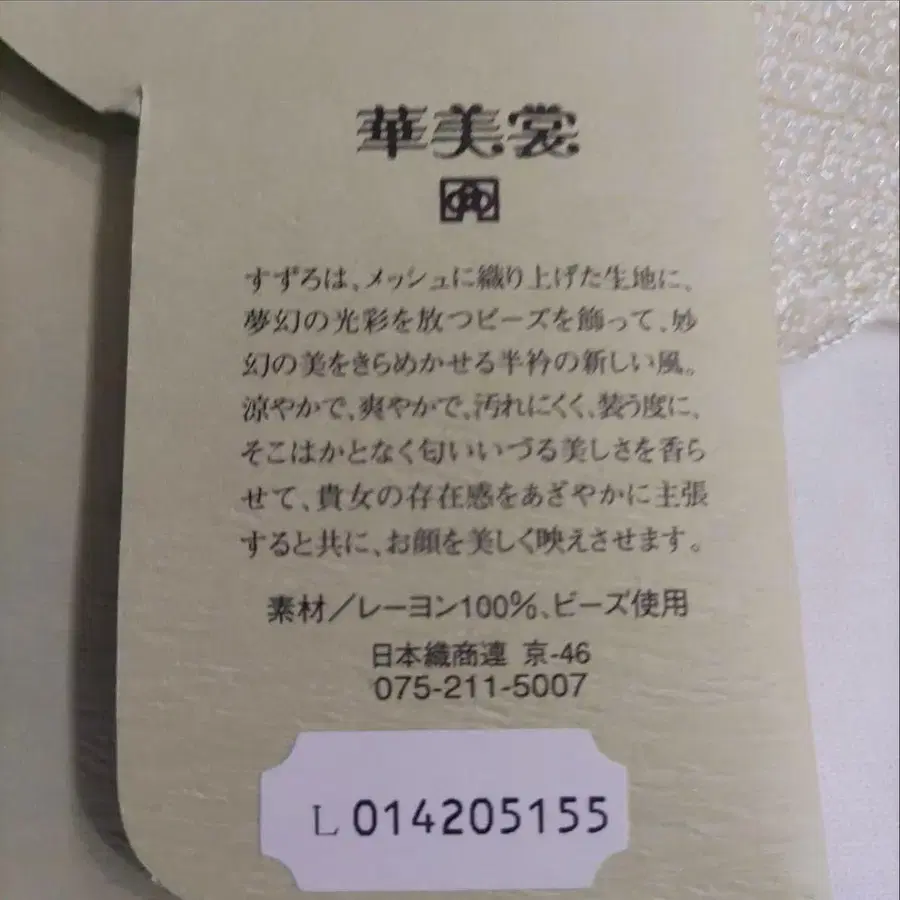 華美裳
すずろは、メッシュに織り上げた生地に、
夢幻の光彩を放つビーズを飾って、妙
幻の美をきらめかせる半衿の新しい風。
涼やかで、爽やかで、汚れにくく、装う度に、
そこはかとなく匂いいづる美しさを香ら
せて、貴女の存在感をあざやかに主張
すると共に、お顔を美しく映えさせます。
素材/レーヨン100%、ビーズ使用
日本織商連 京-46
075-211-5007
L 014205155